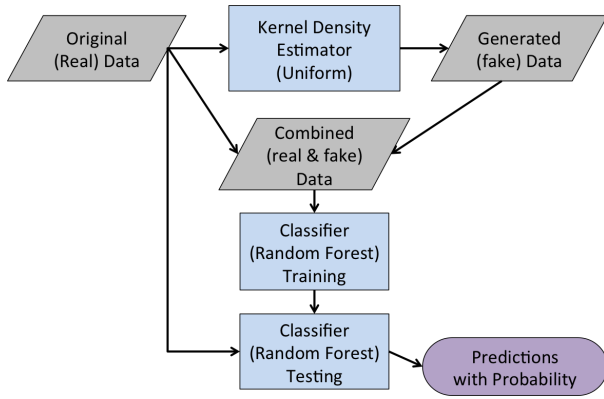 Original
(Real) Data
Kernel Density
Estimator
(Uniform)
Generated
(fake) Data
Combined
(real & fake)
Data
Classifier
(Random Forest)
Training
Classifier
(Random Forest)
Testing
Predictions
with Probability